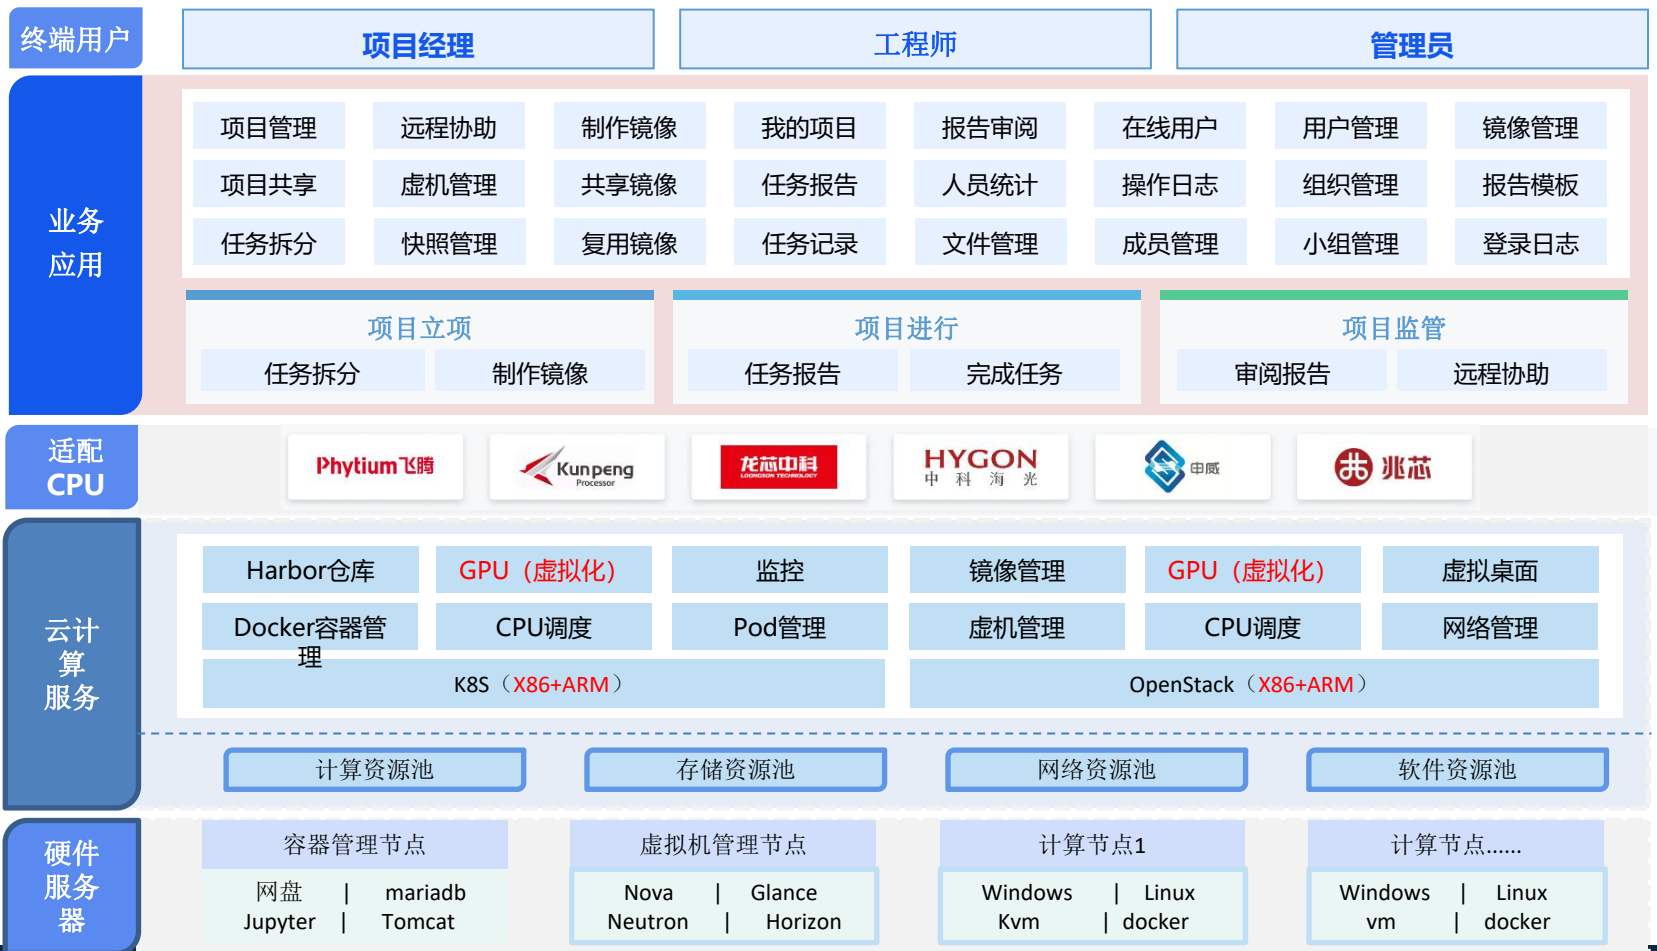 终端用户
项目经理
工程师
管理员
业务
应用
项目管理
远程协助
制作镜像
我的项目
报告审阅
在线用户
用户管理
镜像管理
项目共享
虚机管理
共享镜像
任务报告
人员统计
操作日志
组织管理
报告模板
任务拆分
快照管理
复用镜像
任务记录
文件管理
成员管理
小组管理
登录日志
项目立项
任务拆分
制作镜像
项目进行
任务报告
完成任务
项目监管
审阅报告
远程协助
适配
CPU
Phytium飞腾
Kunpeng
Processor
龙芯中科
LOONGSON TECHNOLOGY
HYGON
中科海光
申威
兆芯
云计
算
服务
Harbor仓库
GPU（虚拟化）
监控
镜像管理
GPU（虚拟化）
虚拟桌面
Docker容器管
理
CPU调度
Pod管理
虚机管理
CPU调度
网络管理
K8S（X86+ARM）
OpenStack（X86+ARM）
计算资源池
存储资源池
网络资源池
软件资源池
硬件
服务
器
容器管理节点
网盘 | mariadb
Jupyter | Tomcat
虚拟机管理节点
Nova | Glance
Neutron | Horizon
计算节点1
Windows | Linux
Kvm | docker
计算节点......
Windows | Linux
vm | docker